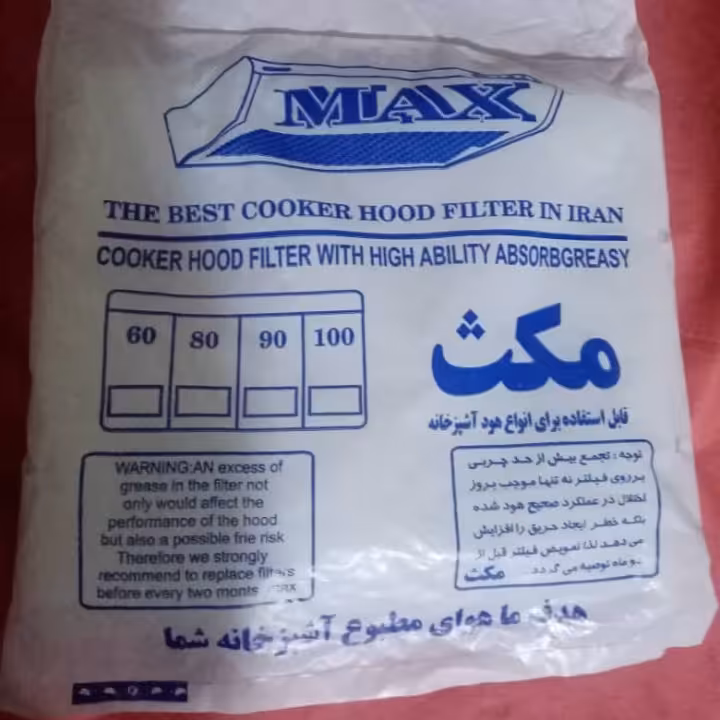 MAX
THE BEST COOKER HOOD FILTER IN IRAN
COOKER HOOD FILTER WITH HIGH ABILITY ABSORBGREASY
60 80 90 100
مکث
قابل استفاده برای انواع هود آشپزخانه
WARNING:AN excess of
grease in the filter not
only would affect the
performance of the hood
but also a possible frie risk
Therefore we strongly
recommend to replace filters
before every two monts
توجه : تجمع بیش از حد چربی
برروی فیلتر نه تنها موجب بروز
اختلال در عملکرد صحیح هود شده
بلکه خطر ایجاد حریق را افزایش
می دهد لذا تعویض فیلتر قبل از
دو ماه توصیه می گردد مکث
هدف ما هوای مطبوع آشپزخانه شما